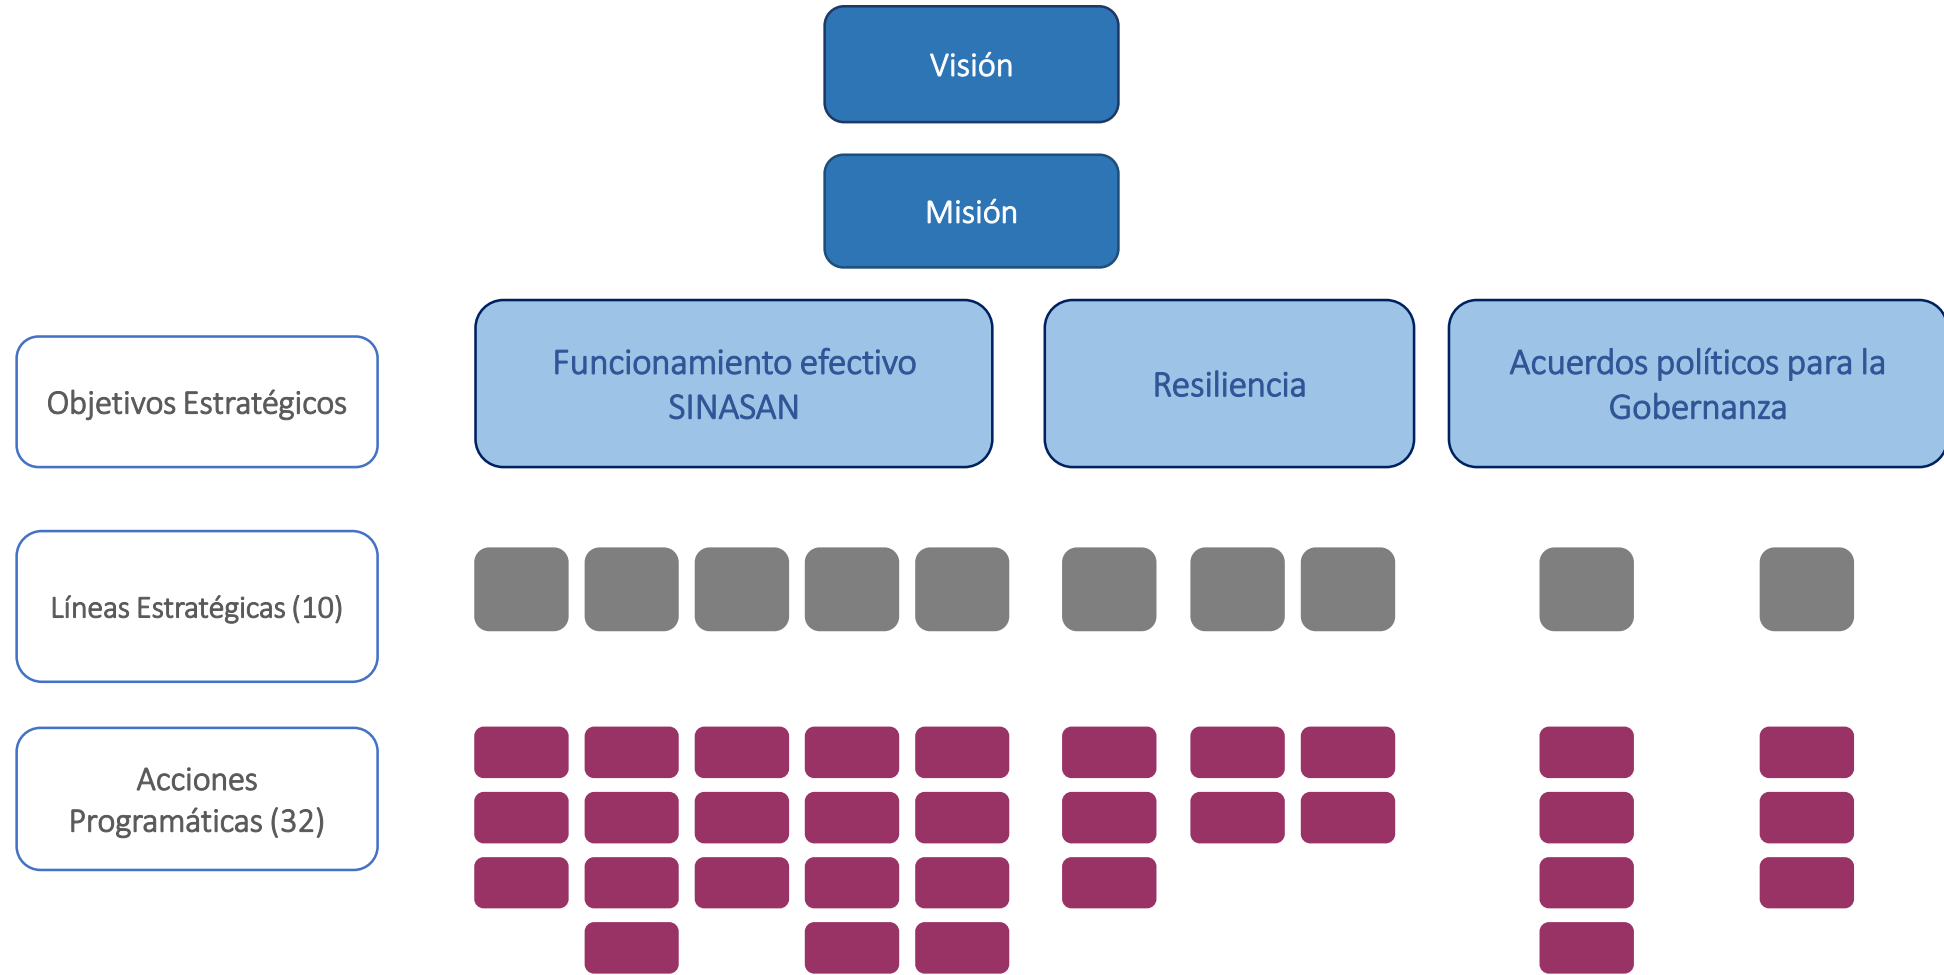 Visión
Misión
Objetivos Estratégicos
Funcionamiento efectivo
SINASAN
Resiliencia
Acuerdos políticos para la
Gobernanza
Líneas Estratégicas (10)
Acciones
Programáticas (32)